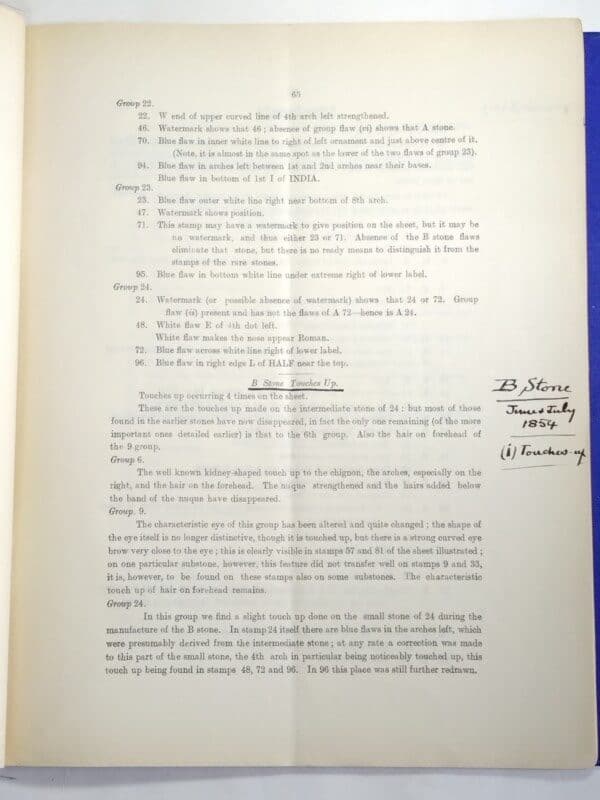 65
Group 22.
22. W end of upper curved line of 4th arch left strengthened.
46. Watermark shows that 46 ; absence of group flaw (vi) shows that A stone.
70. Blue flaw in inner white line to right of left ornament and just above centre of it.
(Note, it is almost in the same spot as the lower of the two flaws of group 23).
94. Blue flaw in arches left between 1st and 2nd arches near their bases.
Blue flaw in bottom of 1st I of INDIA.
Group 23.
23. Blue flaw outer white line right near bottom of 8th arch.
47. Watermark shows position.
71. This stamp may have a watermark to give position on the sheet, but it may be
no watermark, and thus either 23 or 71. Absence of the B stone flaws
eliminate that stone, but there is no ready means to distinguish it from the
stamps of the rare stones.
95. Blue flaw in bottom white line under extreme right of lower label.
Group 24.
24. Watermark (or possible absence of watermark) shows that 24 or 72. Group
flaw (ii) present and has not the flaws of A 72—hence is A 24.
48. White flaw E of 4th dot left.
White flaw makes the nose appear Roman.
72. Blue flaw across white line right of lower label.
96. Blue flaw in right edge L of HALF near the top.
B Stone Touches Up.
Touches up occurring 4 times on the sheet.
These are the touches up made on the intermediate stone of 24 : but most of those
found in the earlier stones have now disappeared, in fact the only one remaining (of the more
important ones detailed earlier) is that to the 6th group. Also the hair on forehead of
the 9 group.
Group 6.
The well known kidney-shaped touch up to the chignon, the arches, especially on the
right, and the hair on the forehead. The nuque strengthened and the hairs added below
the band of the nuque have disappeared.
Group. 9.
The characteristic eye of this group has been altered and quite changed ; the shape of
the eye itself is no longer distinctive, though it is touched up, but there is a strong curved eye
brow very close to the eye ; this is clearly visible in stamps 57 and 81 of the sheet illustrated ;
on one particular substone, however, this feature did not transfer well on stamps 9 and 33,
it is, however, to be found on these stamps also on some substones. The characteristic
touch up of hair on forehead remains.
Group 24.
In this group we find a slight touch up done on the small stone of 24 during the
manufacture of the B stone. In stamp 24 itself there are blue flaws in the arches left, which
were presumably derived from the intermediate stone ; at any rate a correction was made
to this part of the small stone, the 4th arch in particular being noticeably touched up, this
touch up being found in stamps 48, 72 and 96. In 96 this place was still further redrawn.
B, Stone
June & July
1854
(i) Touches-up